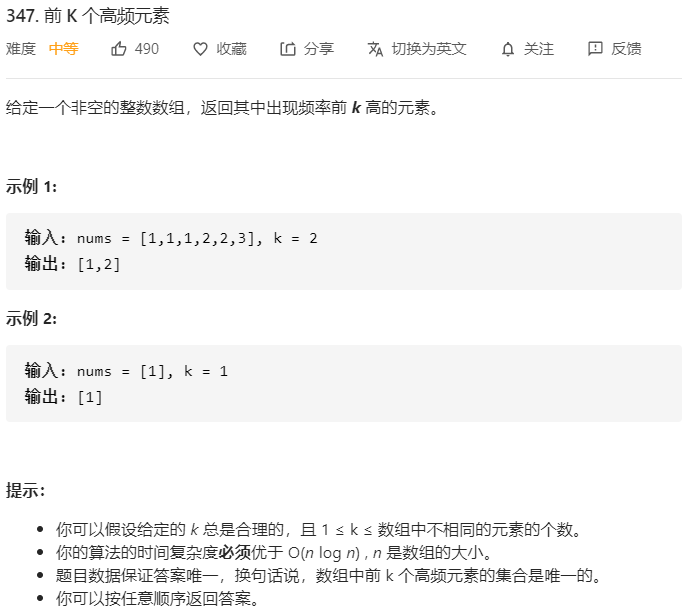 347. 前 K 个高频元素
难度 中等 490 收藏 分享 切换为英文 关注 反馈
给定一个非空的整数数组，返回其中出现频率前 k 高的元素。
示例 1:
输入: nums = [1,1,1,2,2,3], k = 2
输出: [1,2]
示例 2:
输入: nums = [1], k = 1
输出: [1]
提示：
你可以假设给定的 k 总是合理的，且 1 ≤ k ≤ 数组中不相同的元素的个数。
你的算法的时间复杂度必须优于 O(n log n) , n 是数组的大小。
题目数据保证答案唯一，换句话说，数组中前 k 个高频元素的集合是唯一的。
你可以按任意顺序返回答案。